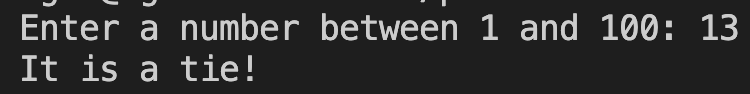 Enter a number between 1 and 100: 13
It is a tie!